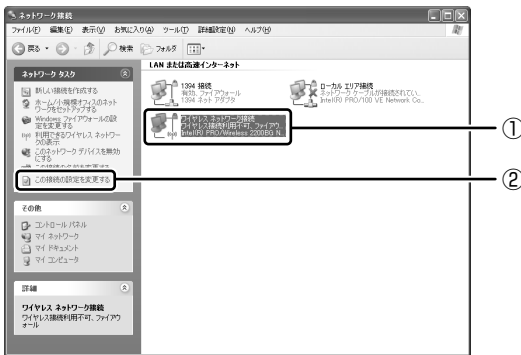 ネットワーク接続
ファイル(F) 編集(E) 表示(V) お気に入り(A) ツール(T) 詳細設定(N) ヘルプ(H)
戻る 検索 フォルダ
LAN または高速インターネット
ネットワーク タスク
新しい接続を作成する
ホーム/小規模オフィスのネットワークをセットアップする
Windows ファイアウォールの設定を変更する
利用できるワイヤレス ネットワークの表示
このネットワーク デバイスを無効にする
この接続の名前を変更する
この接続の設定を変更する
その他
コントロール パネル
マイ ネットワーク
マイ ドキュメント
マイ コンピュータ
詳細
ワイヤレス ネットワーク接続
ワイヤレス接続利用不可, ファイアウォール
1394 接続
有効, ファイアウォール
1394 ネット アダプタ
ローカル エリア接続
ネットワーク ケーブルが接続されてい...
Intel(R) PRO/100 VE Network Co...
ワイヤレス ネットワーク接続
ワイヤレス接続利用不可, ファイアウ...
Intel(R) PRO/Wireless 2200BG N...
①
②